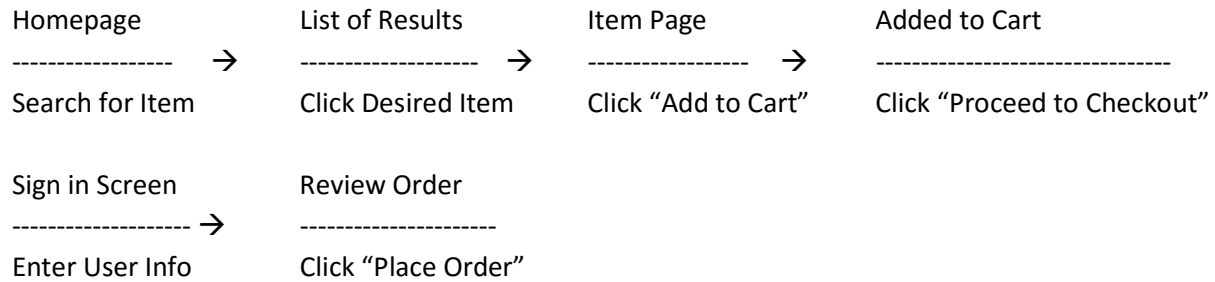 Homepage List of Results Item Page Added to Cart
------------------ → -------------------- → ------------------ → ---------------------------------
Search for Item Click Desired Item Click “Add to Cart” Click “Proceed to Checkout”
Sign in Screen Review Order
-------------------- → ----------------------
Enter User Info Click “Place Order”